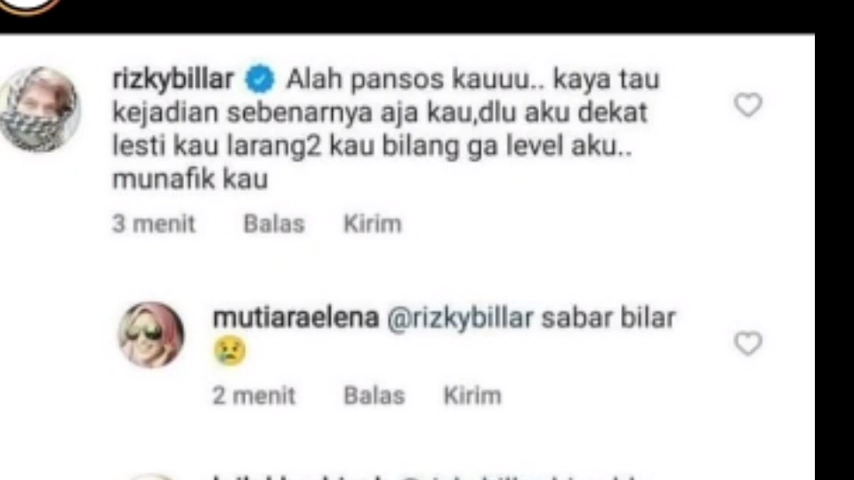 rizkybillar Alah pansos kauuu.. kaya tau
kejadian sebenarnya aja kau,dlu aku dekat
lesti kau larang2 kau bilang ga level aku..
munafik kau
3 menit Balas Kirim
mutiaraelena @rizkybillar sabar bilar
😢
2 menit Balas Kirim